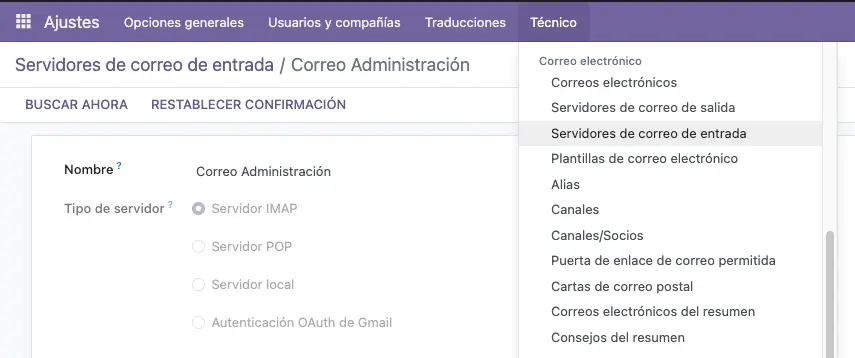 Ajustes Opciones generales Usuarios y compañías Traducciones Técnico
Servidores de correo de entrada / Correo Administración
BUSCAR AHORA RESTABLECER CONFIRMACIÓN
Nombre ? Correo Administración
Tipo de servidor ? Servidor IMAP
Servidor POP
Servidor local
Autenticación OAuth de Gmail
Correo electrónico
Correos electrónicos
Servidores de correo de salida
Servidores de correo de entrada
Plantillas de correo electrónico
Alias
Canales
Canales/Socios
Puerta de enlace de correo permitida
Cartas de correo postal
Correos electrónicos del resumen
Consejos del resumen